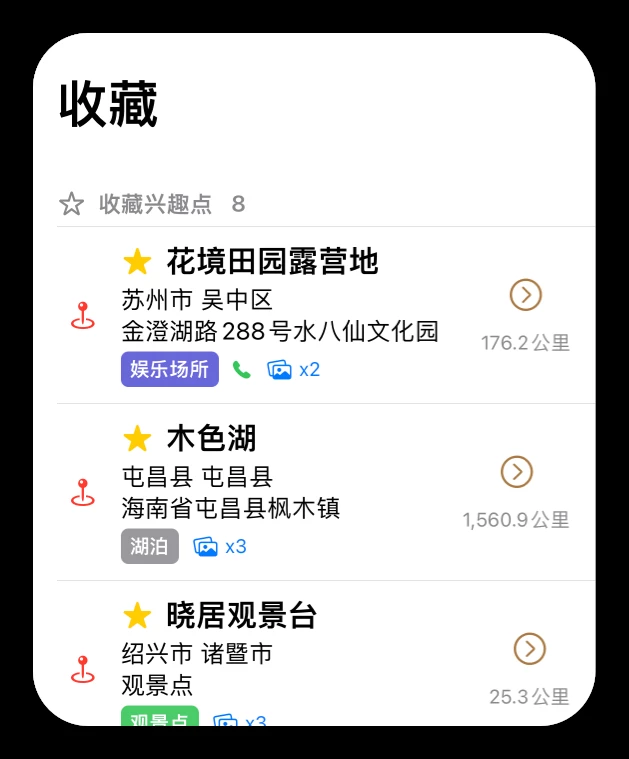 收藏
收藏兴趣点 8
花境田园露营地
苏州市 吴中区
金澄湖路288号水八仙文化园
176.2公里
娱乐场所 x2
木色湖
屯昌县 屯昌县
海南省屯昌县枫木镇
1,560.9公里
湖泊 x3
晓居观景台
绍兴市 诸暨市
观景点
25.3公里
观景点 x3